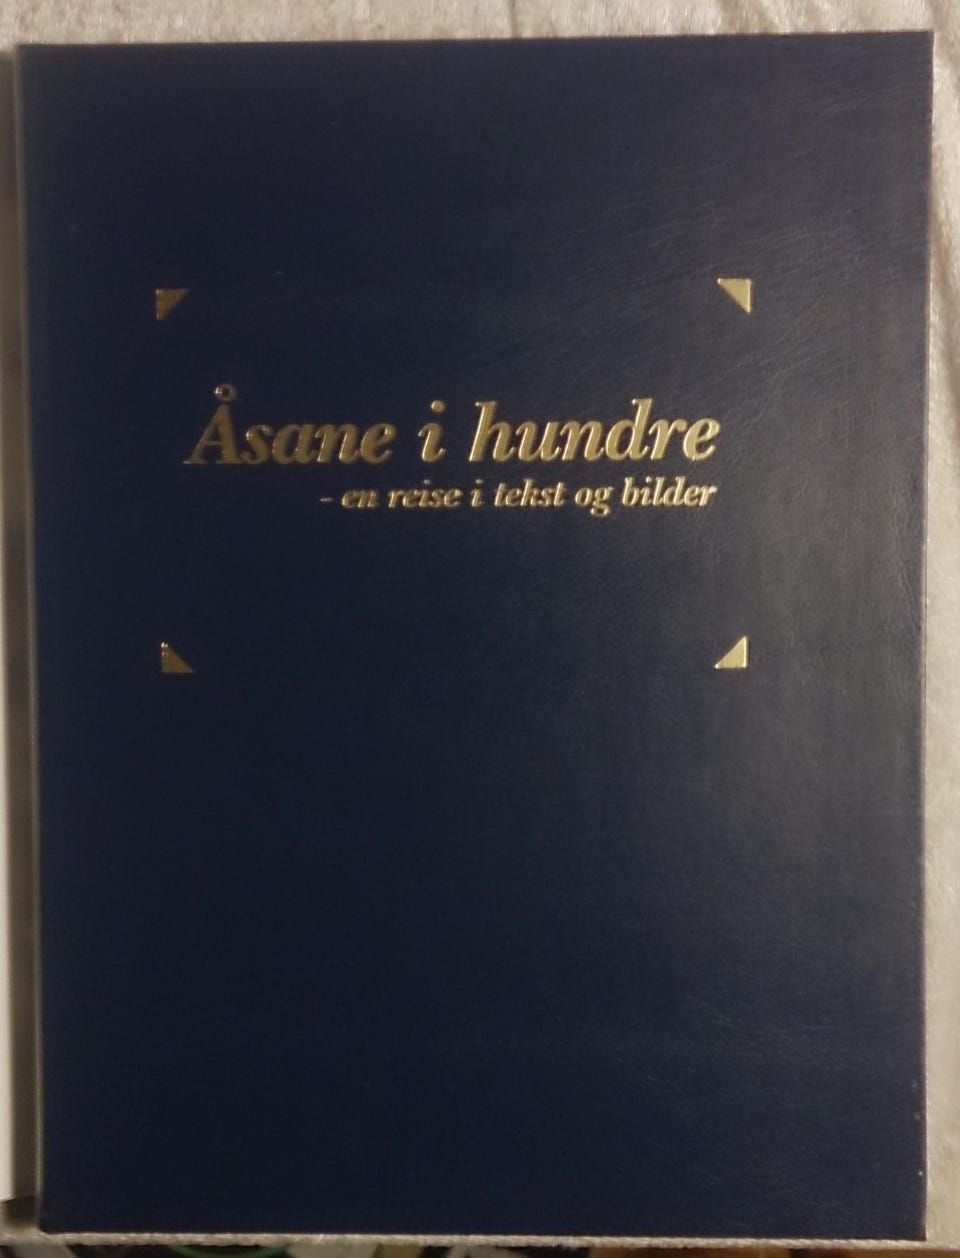 Åsane i hundre
- en reise i tekst og bilder